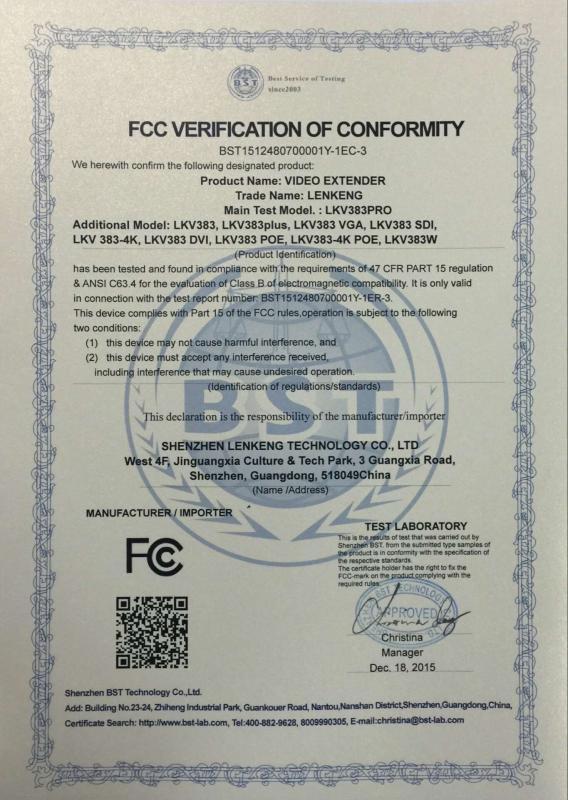 BST
Best Service of Testing
since2003
FCC VERIFICATION OF CONFORMITY
BST1512480700001Y-1EC-3
We herewith confirm the following designated product:
Product Name: VIDEO EXTENDER
Trade Name: LENKENG
Main Test Model. : LKV383PRO
Additional Model: LKV383, LKV383plus, LKV383 VGA, LKV383 SDI,
LKV 383-4K, LKV383 DVI, LKV383 POE, LKV383-4K POE, LKV383W
(Product Identification)
has been tested and found in compliance with the requirements of 47 CFR PART 15 regulation
& ANSI C63.4 for the evaluation of Class B of electromagnetic compatibility. It is only valid
in connection with the test report number: BST1512480700001Y-1ER-3.
This device complies with Part 15 of the FCC rules,operation is subject to the following
two conditions:
(1) this device may not cause harmful interference, and
(2) this device must accept any interference received,
including interference that may cause undesired operation.
(Identification of regulations/standards)
BST
This declaration is the responsibility of the manufacturer/importer
SHENZHEN LENKENG TECHNOLOGY CO., LTD
West 4F, Jinguangxia Culture & Tech Park, 3 Guangxia Road,
Shenzhen, Guangdong, 518049China
(Name /Address)
MANUFACTURER / IMPORTER
FC
TEST LABORATORY
This is the results of test that was carried out by
Shenzhen BST, from the submitted type samples of
the product is in conformity with the specification of
the respective standards.
The certificate holder has the right to fix the
FCC-mark on the product complying with the
required rules.
BST TECHNOLOGY
APPROVED
Christina
Manager
Dec. 18, 2015
Shenzhen BST Technology Co.,Ltd.
Add: Building No.23-24, Zhiheng Industrial Park, Guankouer Road, Nantou,Nanshan District,Shenzhen,Guangdong,China,
Certificate Search: http://www.bst-lab.com, Tel:400-882-9628, 8009990305, E-mail:christina@bst-lab.com